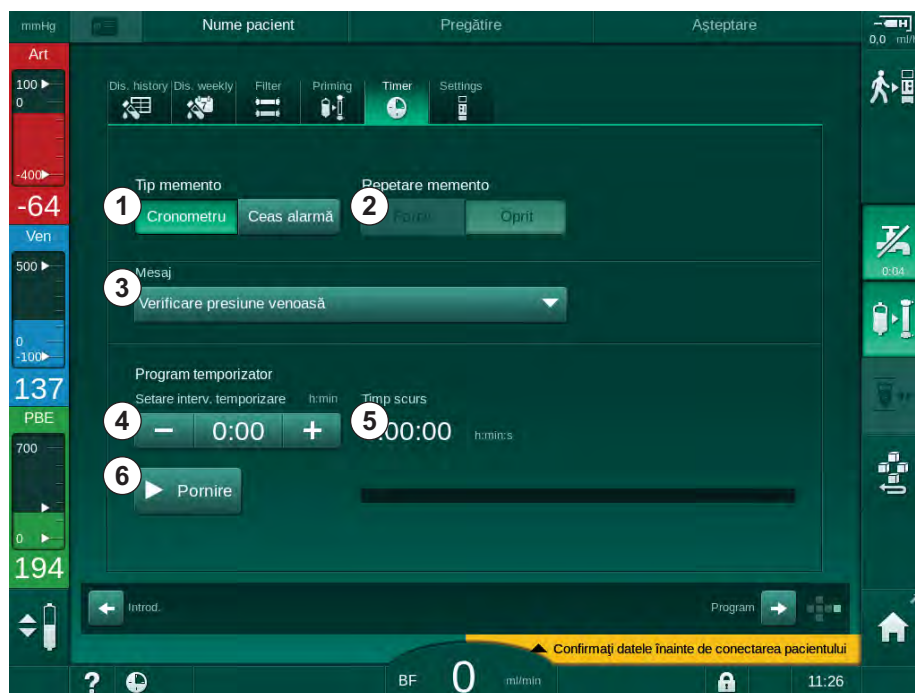 mmHg Nume pacient Pregătire Așteptare
0,0 ml/h
Art
100
0
-400
-64
Ven
500
0
-100
137
PBE
700
0
194
Dis. history Dis. weekly Filter Priming Timer Settings
Tip memento Repetare memento
1 Cronometru Ceas alarmă 2 Oprit
Mesaj
3 Verificare presiune venoasă
Program temporizator
Setare interv. temporizare h:min Timp scurs
4 − 0:00 + 5 :00:00 h:min:s
6 Pornire
0:04
Introd. Program
Confirmați datele înainte de conectarea pacientului
? BF 0 ml/min 11:26